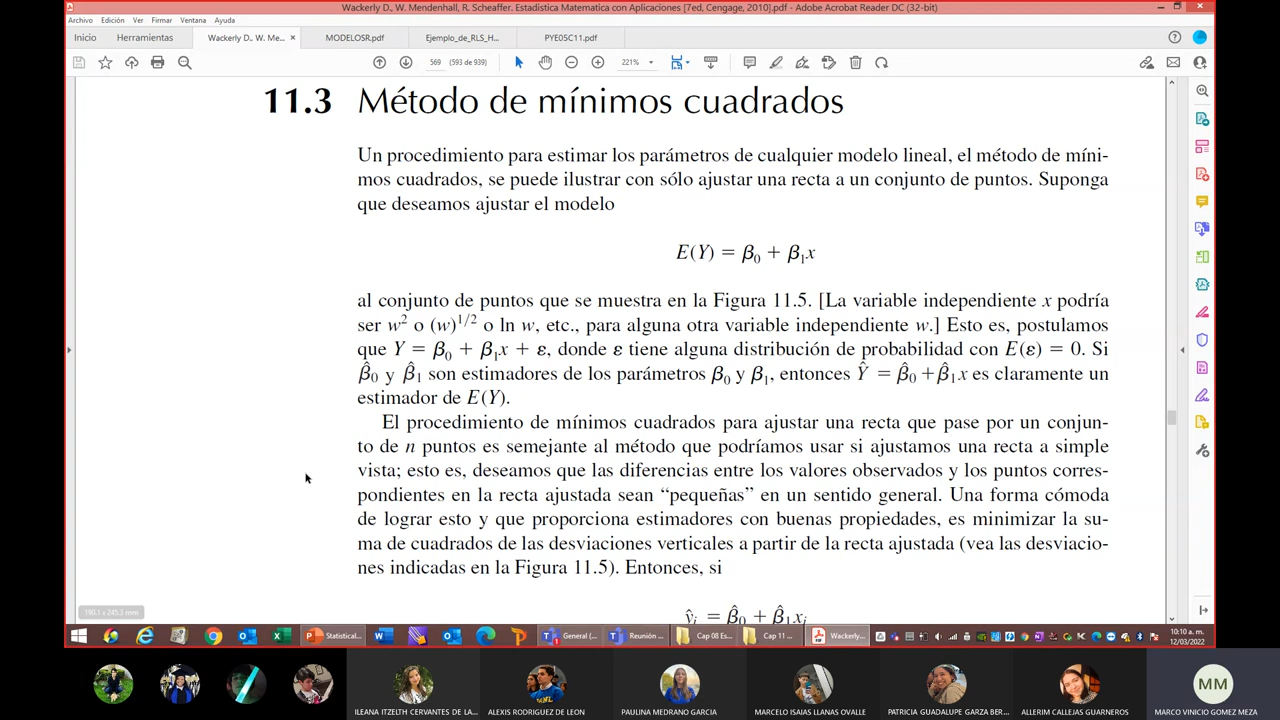 Wackerly D., W. Mendenhall, R. Scheaffer. Estadística Matematica con Aplicaciones [7ed, Cengage, 2010].pdf - Adobe Acrobat Reader DC (32-bit)
Archivo Edición Ver Firmar Ventana Ayuda
Inicio Herramientas Wackerly D., W. Me... × MODELOSR.pdf Ejemplo_de_RLS_H... PYE05C11.pdf
569 (593 de 939) 221%
11.3 Método de mínimos cuadrados
Un procedimiento para estimar los parámetros de cualquier modelo lineal, el método de míni-
mos cuadrados, se puede ilustrar con sólo ajustar una recta a un conjunto de puntos. Suponga
que deseamos ajustar el modelo
E(Y) = β₀ + β₁x
al conjunto de puntos que se muestra en la Figura 11.5. [La variable independiente x podría
ser w² o (w)^1/2 o ln w, etc., para alguna otra variable independiente w.] Esto es, postulamos
que Y = β₀ + β₁x + ε, donde ε tiene alguna distribución de probabilidad con E(ε) = 0. Si
β̂₀ y β̂₁ son estimadores de los parámetros β₀ y β₁, entonces Ŷ = β̂₀ + β̂₁x es claramente un
estimador de E(Y).
El procedimiento de mínimos cuadrados para ajustar una recta que pase por un conjun-
to de n puntos es semejante al método que podríamos usar si ajustamos una recta a simple
vista; esto es, deseamos que las diferencias entre los valores observados y los puntos corres-
pondientes en la recta ajustada sean “pequeñas” en un sentido general. Una forma cómoda
de lograr esto y que proporciona estimadores con buenas propiedades, es minimizar la su-
ma de cuadrados de las desviaciones verticales a partir de la recta ajustada (vea las desviacio-
nes indicadas en la Figura 11.5). Entonces, si
ŷᵢ = β̂₀ + β̂₁xᵢ
190.1 x 245.3 mm
Statistical... General (... Reunión ... Cap 08 Es... Cap 11 ... Wackerly... 10:10 a. m.
12/03/2022
MM
ILEANA ITZELTH CERVANTES DE LA... ALEXIS RODRIGUEZ DE LEON PAULINA MEDRANO GARCIA MARCELO ISAIAS LLANAS OVALLE PATRICIA GUADALUPE GARZA BER... ALLERIM CALLEJAS GUARNEROS MARCO VINICIO GOMEZ MEZA